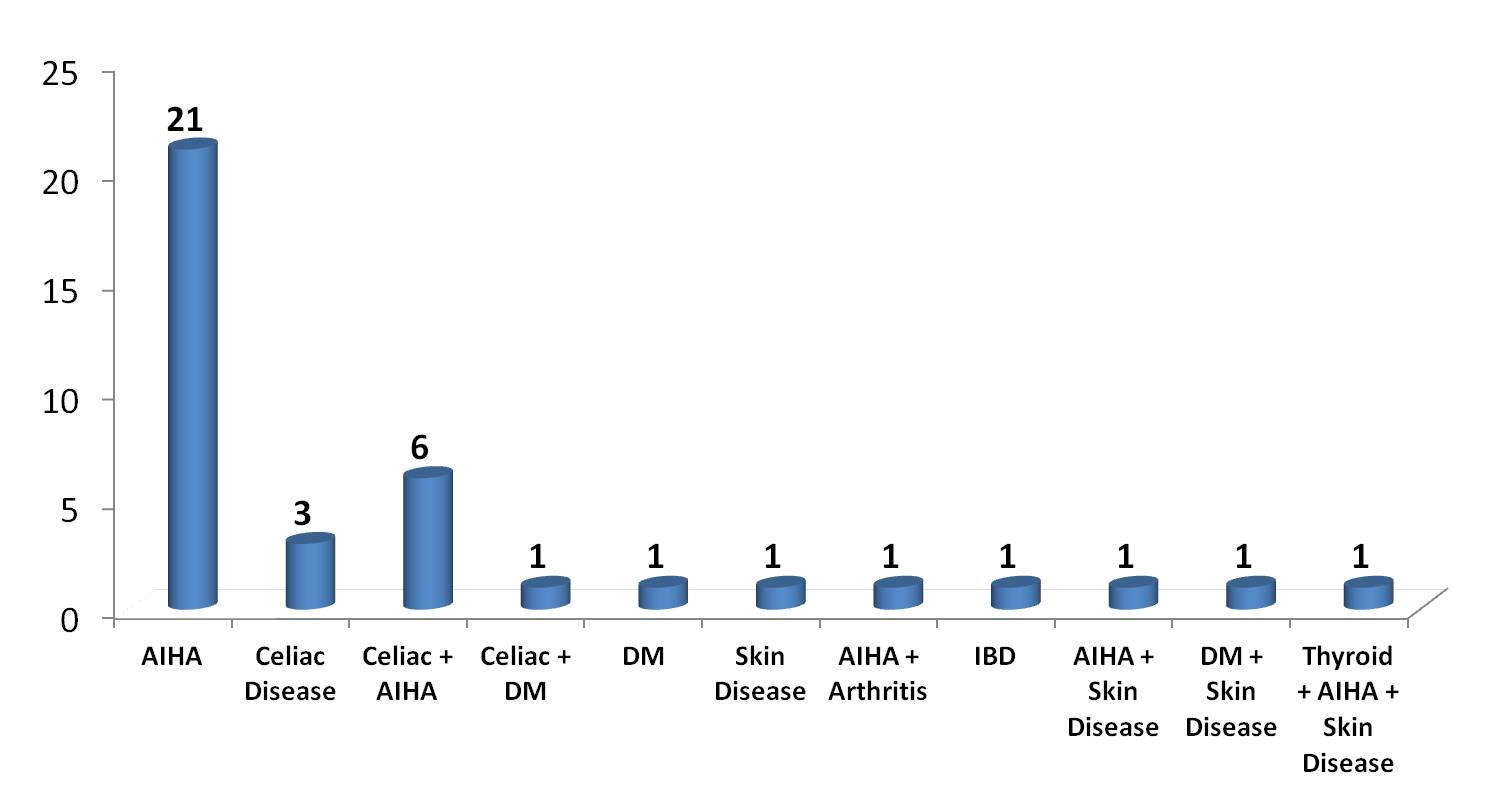 25
20
15
10
5
0
21
3
6
1
1
1
1
1
1
1
1
AIHA
Celiac
Disease
Celiac +
AIHA
Celiac +
DM
DM
Skin
Disease
AIHA +
Arthritis
IBD
AIHA +
Skin
Disease
DM +
Skin
Disease
Thyroid
+ AIHA +
Skin
Disease